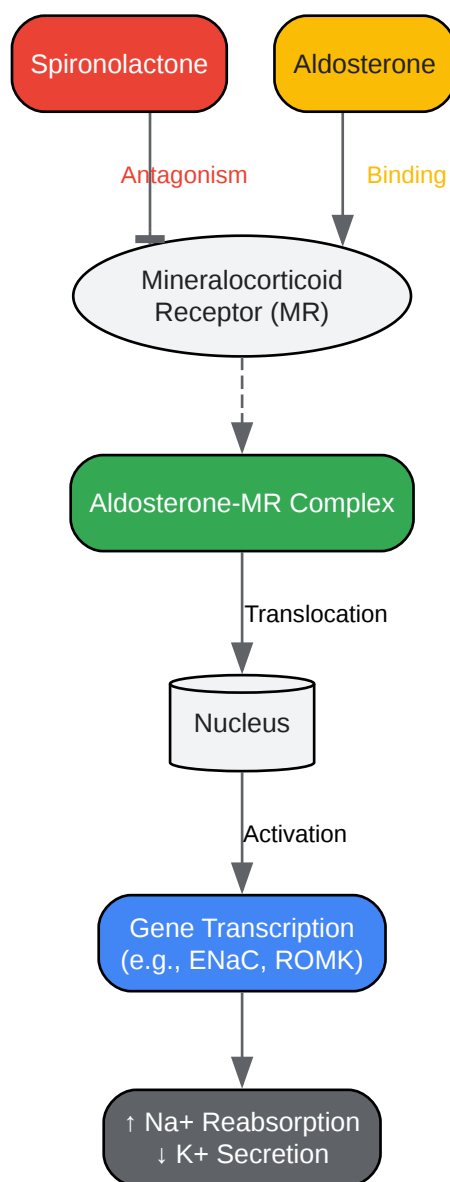 Spironolactone
Aldosterone
Antagonism
Binding
Mineralocorticoid
Receptor (MR)
Aldosterone-MR Complex
Translocation
Nucleus
Activation
Gene Transcription
(e.g., ENaC, ROMK)
↑ Na+ Reabsorption
↓ K+ Secretion